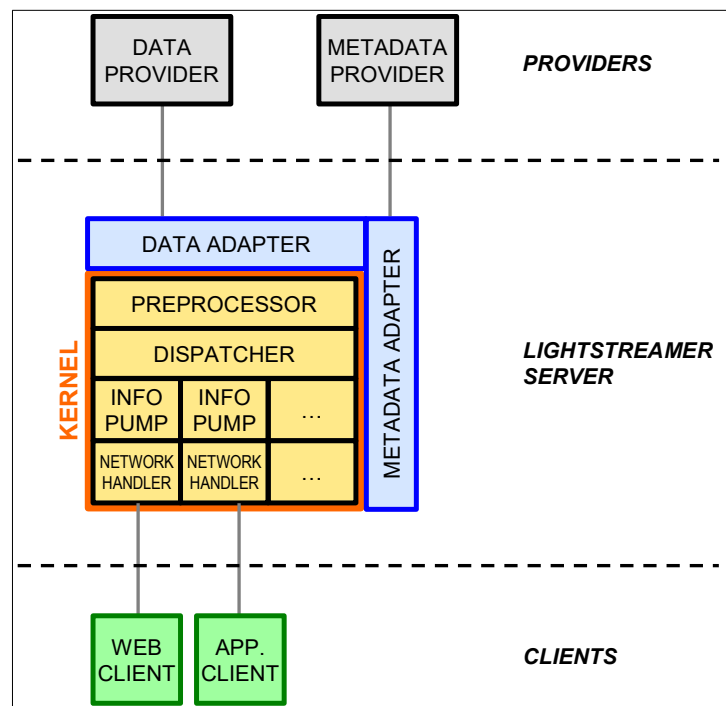 DATA
PROVIDER
METADATA
PROVIDER
PROVIDERS
DATA ADAPTER
METADATA ADAPTER
KERNEL
PREPROCESSOR
DISPATCHER
INFO
PUMP
INFO
PUMP
...
NETWORK
HANDLER
NETWORK
HANDLER
...
LIGHTSTREAMER
SERVER
WEB
CLIENT
APP.
CLIENT
CLIENTS